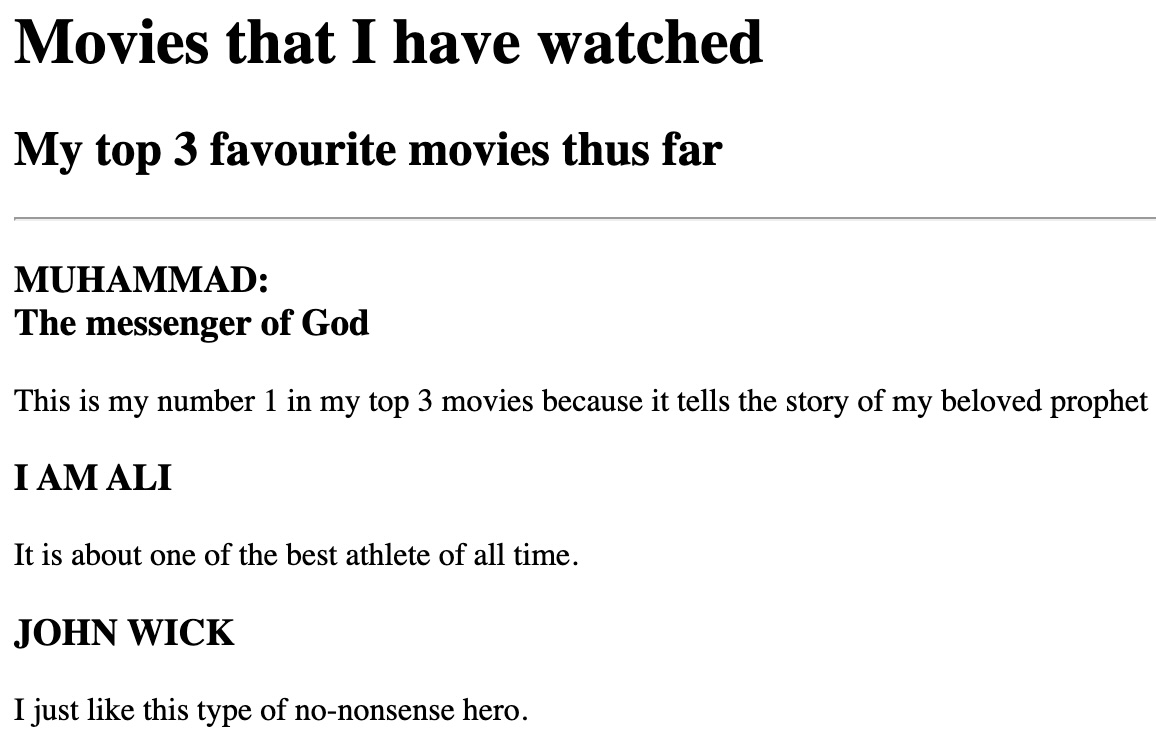 Movies that I have watched
My top 3 favourite movies thus far
MUHAMMAD:
The messenger of God
This is my number 1 in my top 3 movies because it tells the story of my beloved prophet
I AM ALI
It is about one of the best athlete of all time.
JOHN WICK
I just like this type of no-nonsense hero.